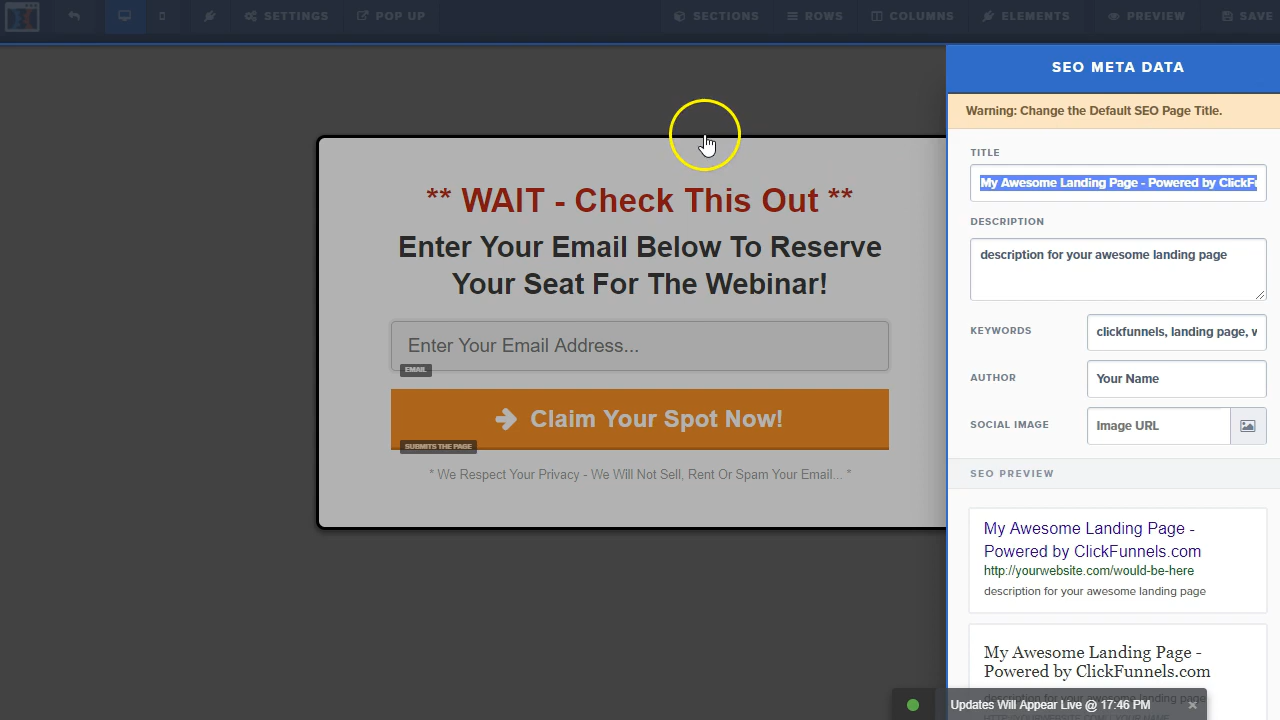 SETTINGS
POP UP
SECTIONS
ROWS
COLUMNS
ELEMENTS
PREVIEW
SAVE
SEO META DATA
Warning: Change the Default SEO Page Title.
TITLE
My Awesome Landing Page - Powered by ClickF
DESCRIPTION
description for your awesome landing page
KEYWORDS
clickfunnels, landing page, v
AUTHOR
Your Name
SOCIAL IMAGE
Image URL
SEO PREVIEW
My Awesome Landing Page -
Powered by ClickFunnels.com
http://yourwebsite.com/would-be-here
description for your awesome landing page
My Awesome Landing Page -
Powered by ClickFunnels.com
description for your awesome landing page
** WAIT - Check This Out **
Enter Your Email Below To Reserve
Your Seat For The Webinar!
Enter Your Email Address...
EMAIL
Claim Your Spot Now!
SUBMITS THE PAGE
* We Respect Your Privacy - We Will Not Sell, Rent Or Spam Your Email... *
Updates Will Appear Live @ 17:46 PM